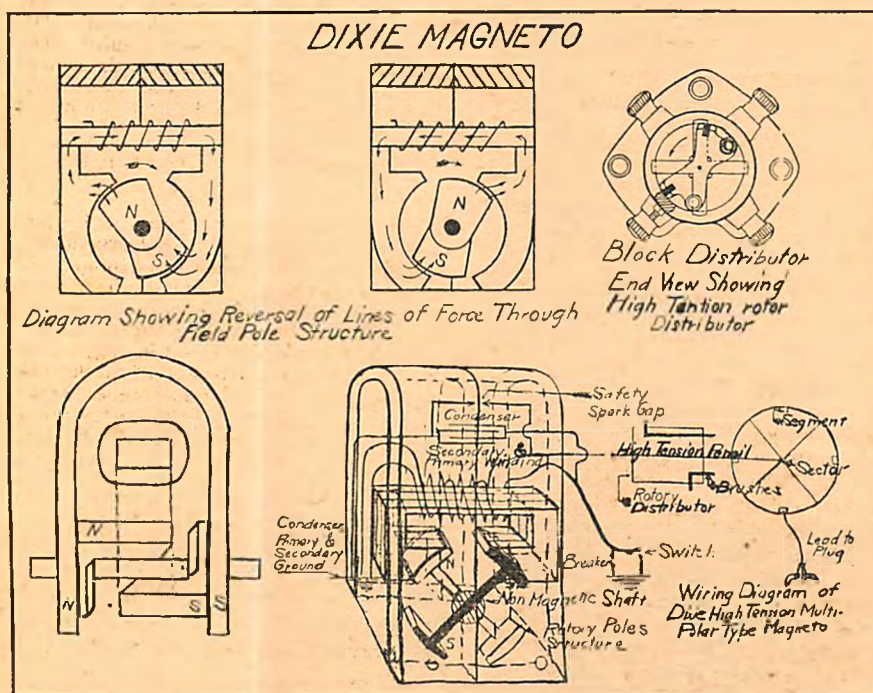 DIXIE MAGNETO
N
S
N
S
Diagram Showing Reversal of Lines of Force Through
Field Pole Structure
Block Distributor
End View Showing
High Tantion rotor
Distributor
N
N
S
S
Safety
Spark Gap
Condenser
Secondary
Primary Winding
Condenser
Primary &
Secondary
Ground
N
S
S
Non Magnetic Shaft
Rotory Poles
Structure
Breaker
Switch
High Tension Pencil
Rotory
Distributor
Brushes
Segment
Sector
Lead to
Plug
Wiring Diagram of
Dixe High Tension Multi-
Polar Type Magneto